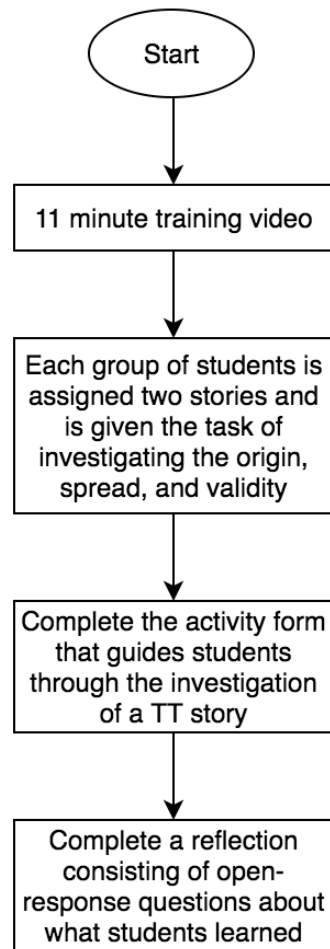 Start
11 minute training video
Each group of students is
assigned two stories and
is given the task of
investigating the origin,
spread, and validity
Complete the activity form
that guides students
through the investigation
of a TT story
Complete a reflection
consisting of open-
response questions about
what students learned